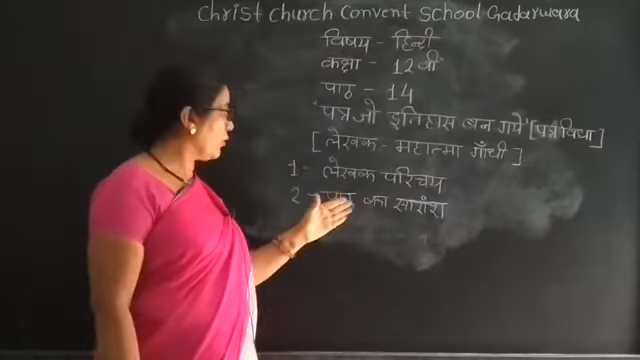 Christ Church Convent School Gadarwara
विषय - हिन्दी
कक्षा - 12वीं
पाठ - 14
'पत्र जो इतिहास बन गये' [पत्र विधा]
[लेखक - महात्मा गाँधी]
1 - लेखक परिचय
2 - का सारांश